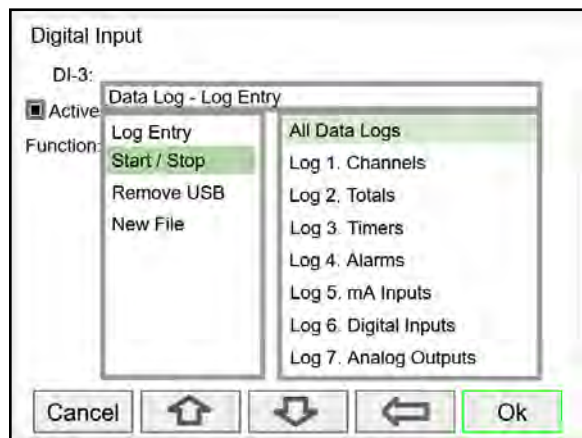 Digital Input
DI-3:
Data Log - Log Entry
Active
Function:
Log Entry
Start / Stop
Remove USB
New File
All Data Logs
Log 1. Channels
Log 2. Totals
Log 3. Timers
Log 4. Alarms
Log 5. mA Inputs
Log 6. Digital Inputs
Log 7. Analog Outputs
Cancel
Ok